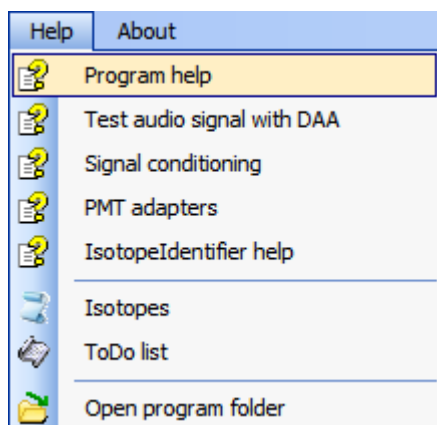 Help About
Program help
Test audio signal with DAA
Signal conditioning
PMT adapters
IsotopeIdentifier help
Isotopes
ToDo list
Open program folder